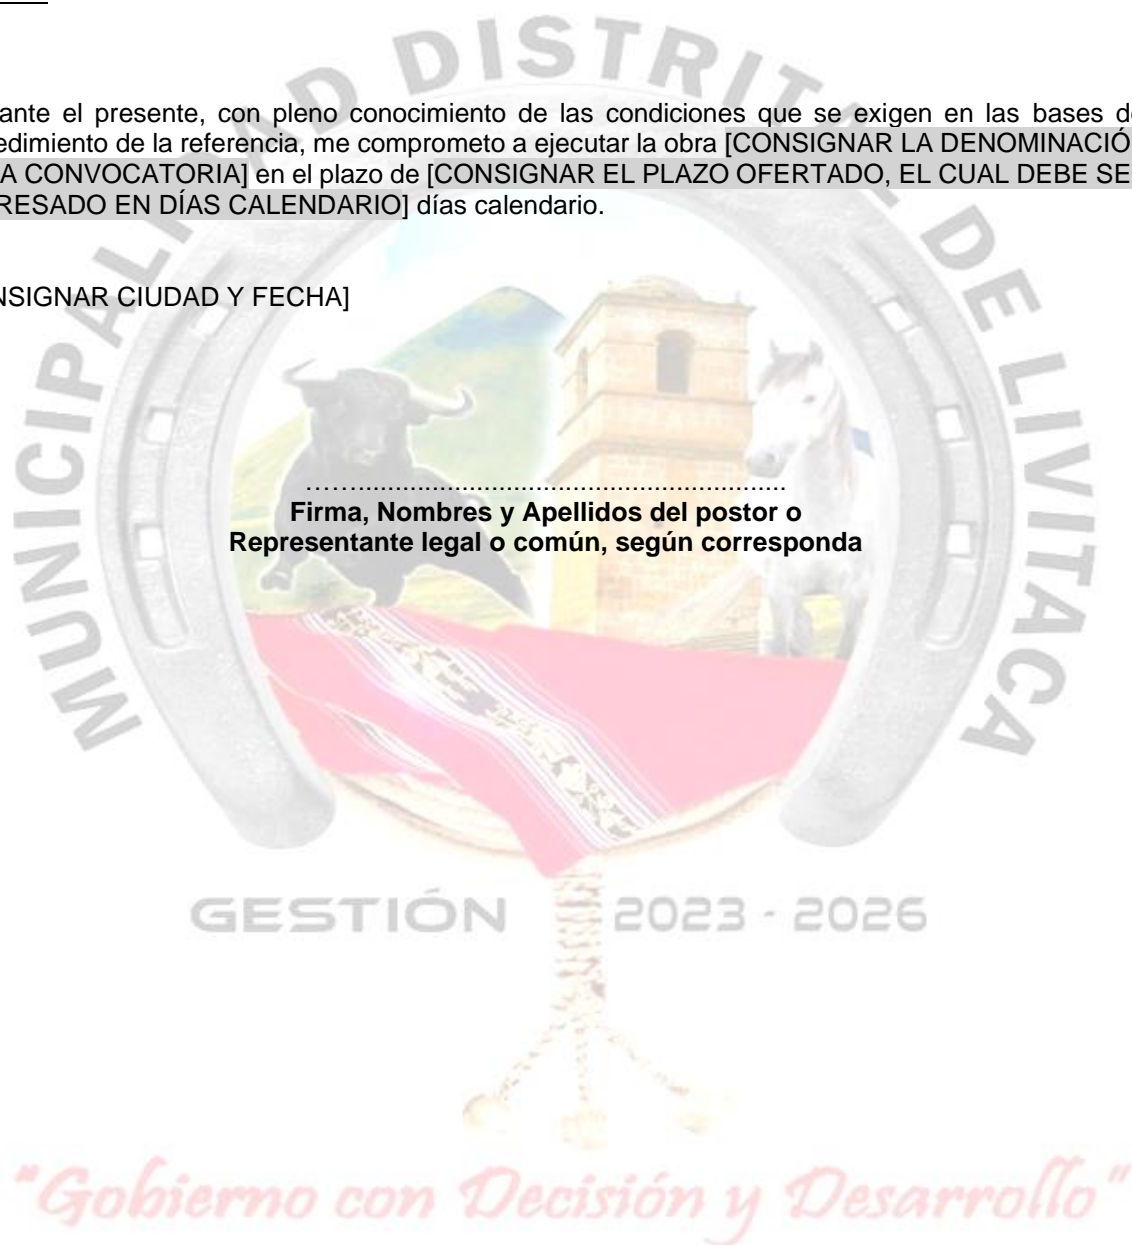 ante el presente, con pleno conocimiento de las condiciones que se exigen en las bases d
edimiento de la referencia, me comprometo a ejecutar la obra [CONSIGNAR LA DENOMINACIÓ
A CONVOCATORIA] en el plazo de [CONSIGNAR EL PLAZO OFERTADO, EL CUAL DEBE SE
RESADO EN DÍAS CALENDARIO] días calendario.
NSIGNAR CIUDAD Y FECHA]
……........................................................
Firma, Nombres y Apellidos del postor o
Representante legal o común, según corresponda
MUNICIPALIDAD DISTRITAL DE LIVITACA
GESTIÓN 2023 - 2026
"Gobierno con Decisión y Desarrollo"